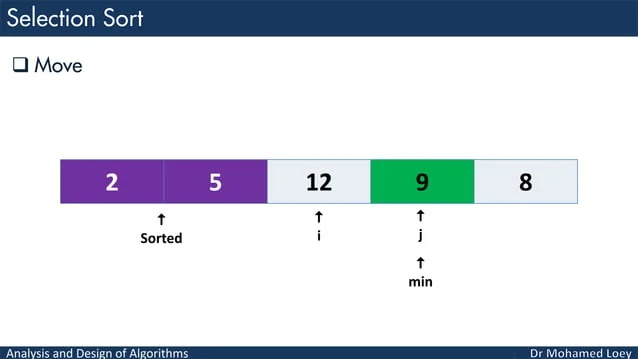 Selection Sort
❑ Move
2 5 12 9 8
↑ ↑ ↑
Sorted i j
↑
min
Analysis and Design of Algorithms Dr Mohamed Loey